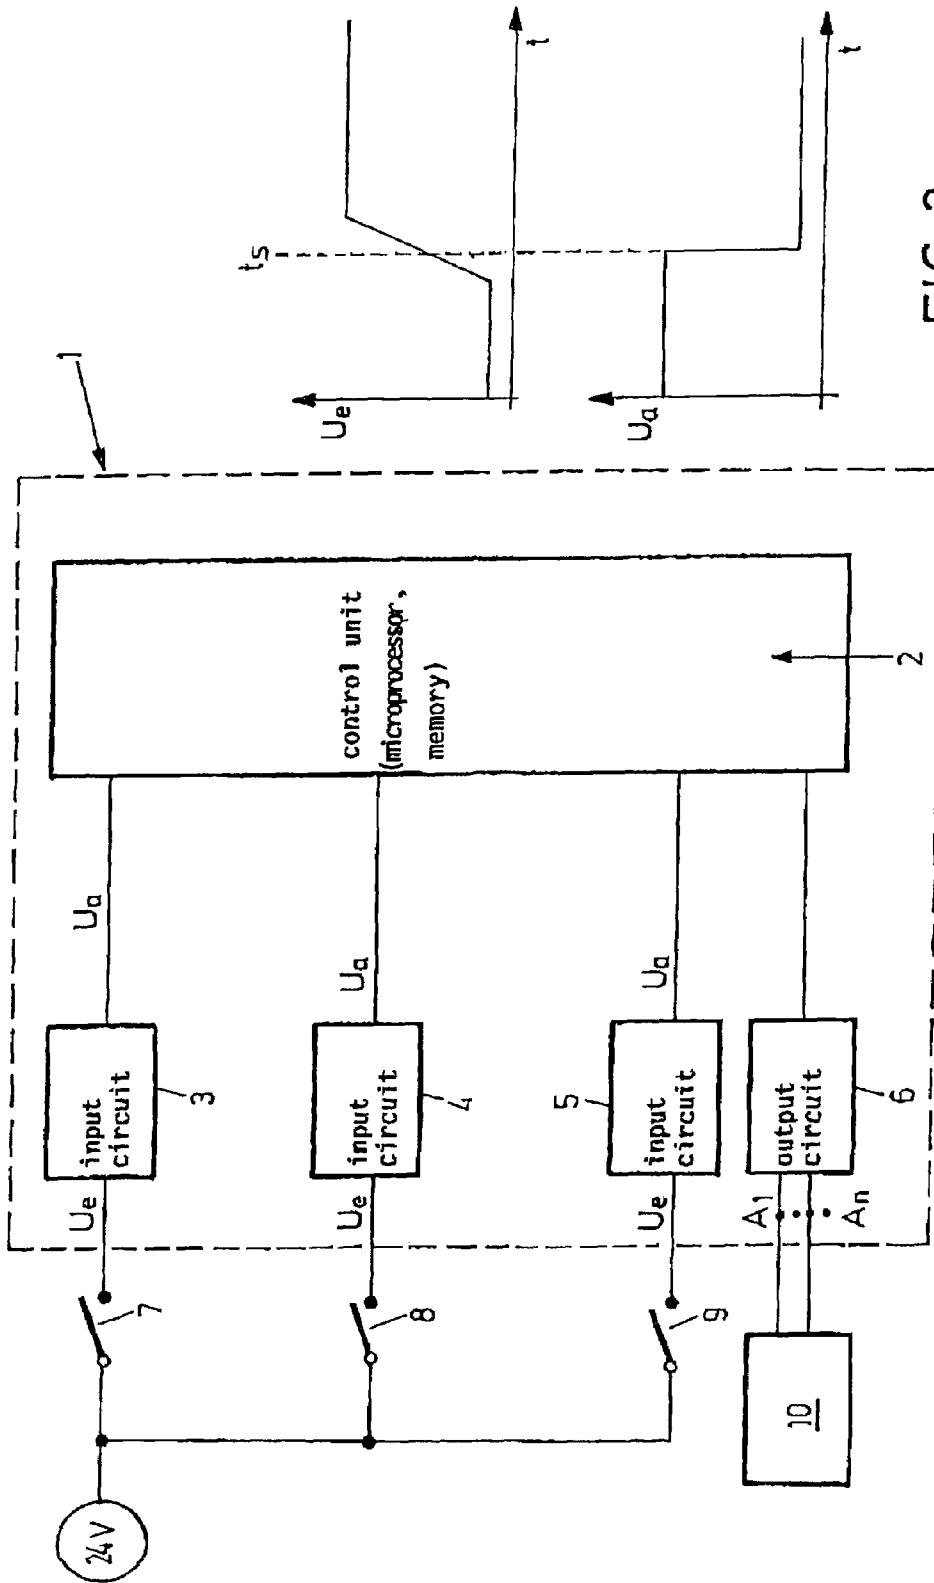 24V
7
8
9
10
Ue
Ue
Ue
A1
An
input
circuit
3
input
circuit
4
input
circuit
5
output
circuit
6
Ua
Ua
Ua
control unit
(microprocessor,
memory)
2
1
Ue
ts
t
Ua
t